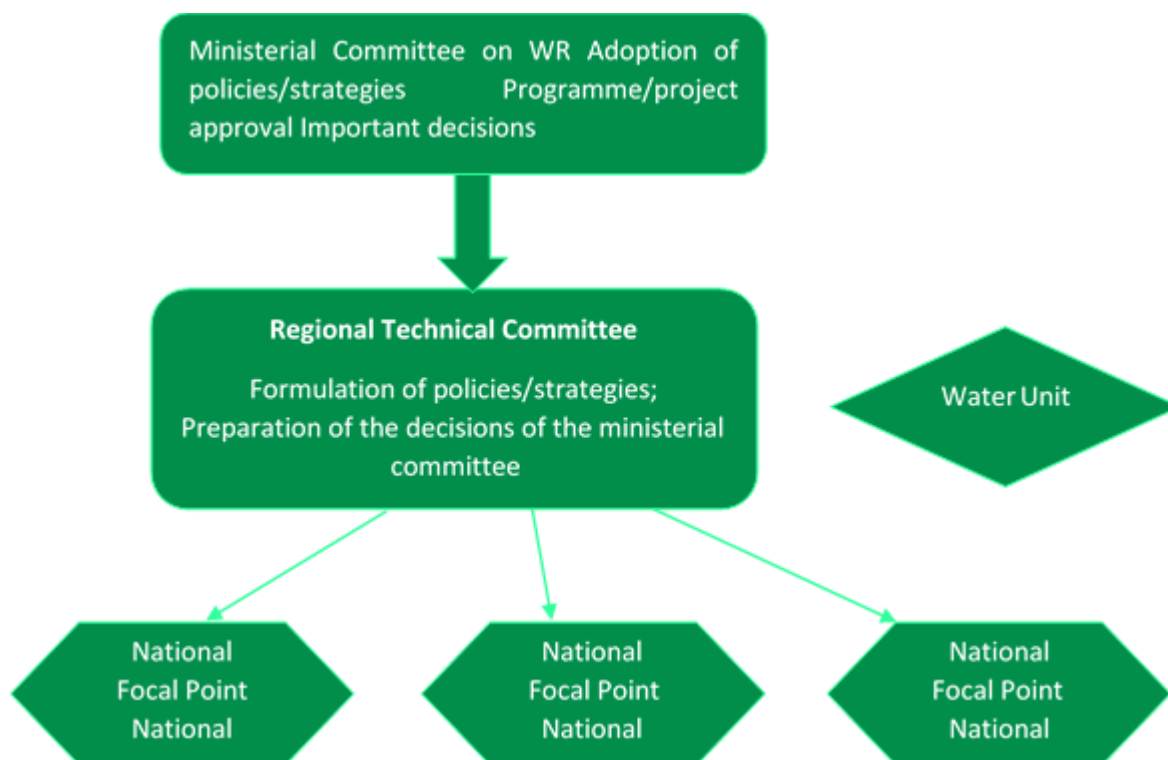 Ministerial Committee on WR Adoption of
policies/strategies Programme/project
approval Important decisions
Regional Technical Committee
Formulation of policies/strategies;
Preparation of the decisions of the ministerial
committee
Water Unit
National
Focal Point
National
National
Focal Point
National
National
Focal Point
National